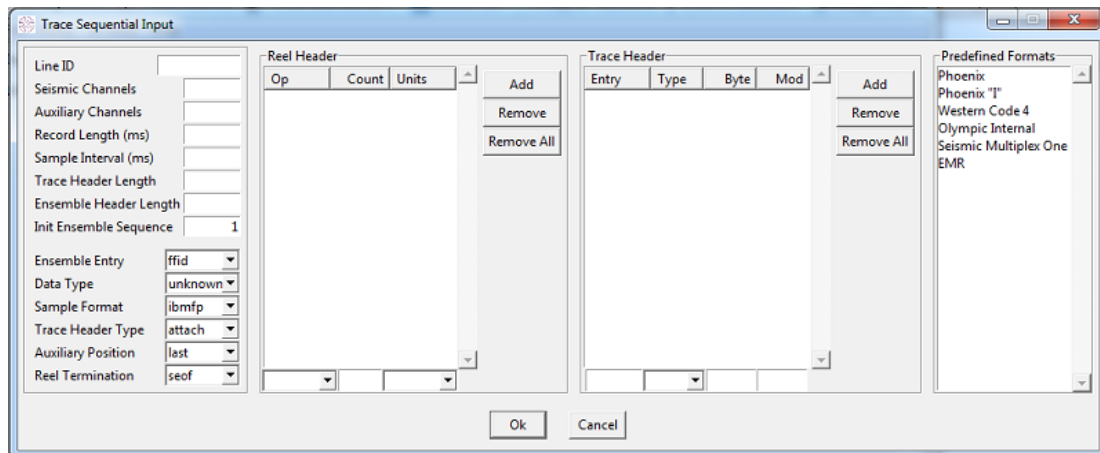 Trace Sequential Input
Line ID
Seismic Channels
Auxiliary Channels
Record Length (ms)
Sample Interval (ms)
Trace Header Length
Ensemble Header Length
Init Ensemble Sequence 1
Ensemble Entry ffid
Data Type unknown
Sample Format ibmfp
Trace Header Type attach
Auxiliary Position last
Reel Termination seof
Reel Header
Op Count Units
Add
Remove
Remove All
Trace Header
Entry Type Byte Mod
Add
Remove
Remove All
Predefined Formats
Phoenix
Phoenix "I"
Western Code 4
Olympic Internal
Seismic Multiplex One
EMR
Ok Cancel